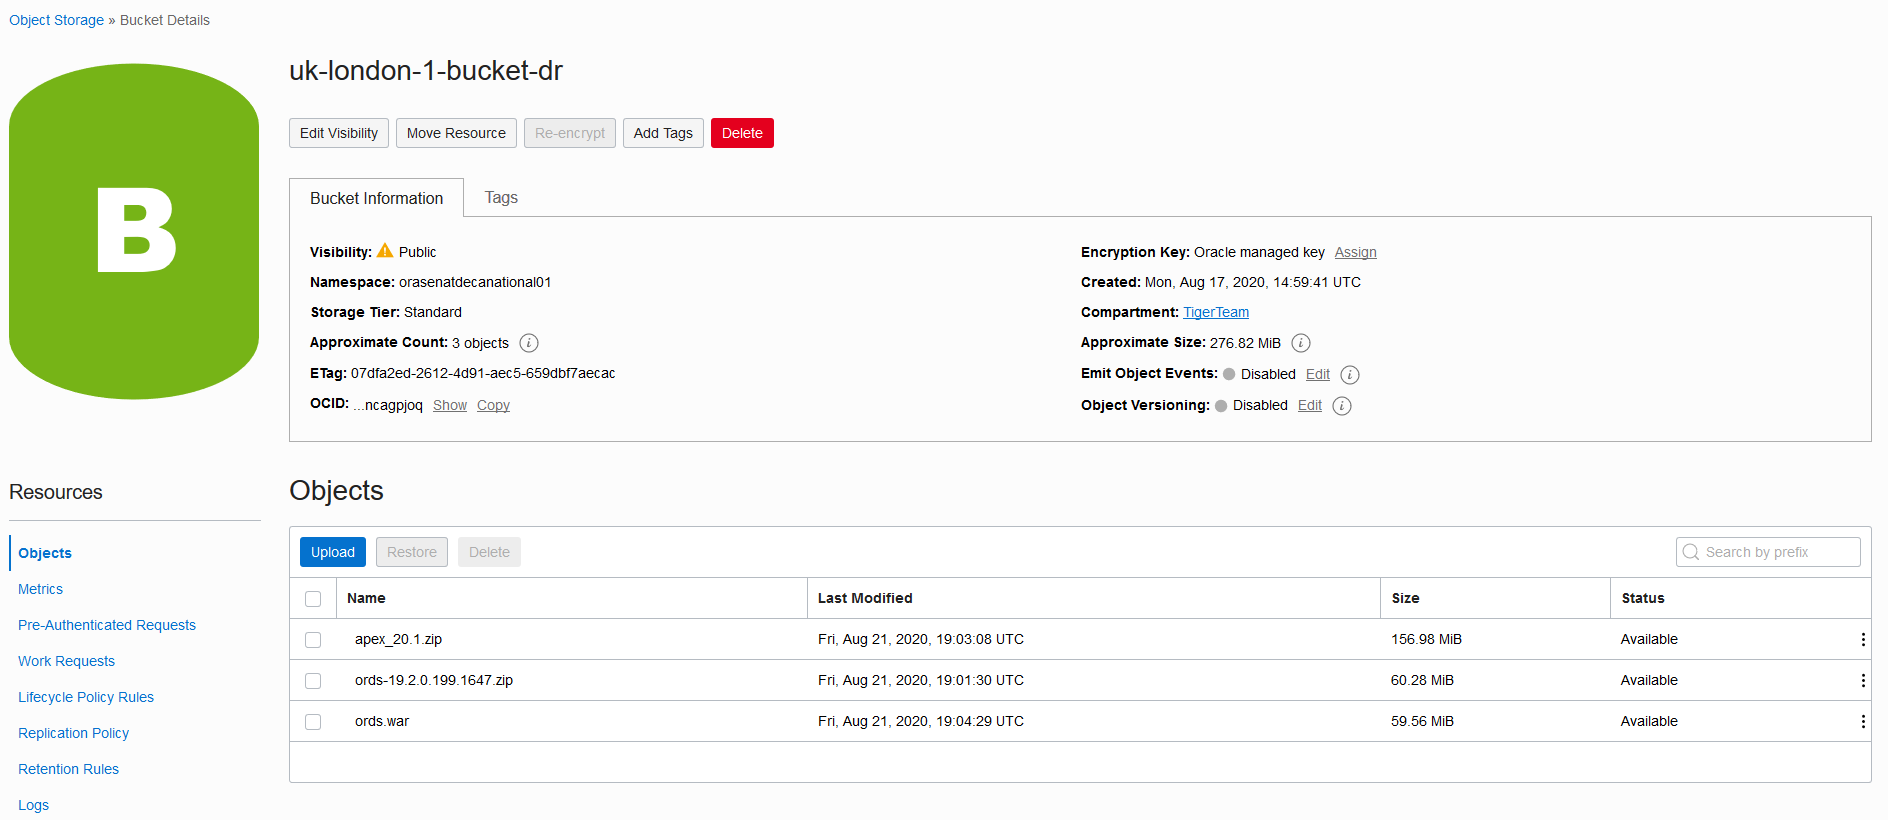 Object Storage » Bucket Details
B
uk-london-1-bucket-dr
Edit Visibility Move Resource Re-encrypt Add Tags Delete
Bucket Information Tags
Visibility: Public
Namespace: orasenatdecanational01
Storage Tier: Standard
Approximate Count: 3 objects i
ETag: 07dfa2ed-2612-4d91-aec5-659dbf7aecac
OCID: ...ncagpjoq Show Copy
Encryption Key: Oracle managed key Assign
Created: Mon, Aug 17, 2020, 14:59:41 UTC
Compartment: TigerTeam
Approximate Size: 276.82 MiB i
Emit Object Events: Disabled Edit i
Object Versioning: Disabled Edit i
Resources
Objects
Metrics
Pre-Authenticated Requests
Work Requests
Lifecycle Policy Rules
Replication Policy
Retention Rules
Logs
Objects
Upload Restore Delete Search by prefix
Name Last Modified Size Status
apex_20.1.zip Fri, Aug 21, 2020, 19:03:08 UTC 156.98 MiB Available
ords-19.2.0.199.1647.zip Fri, Aug 21, 2020, 19:01:30 UTC 60.28 MiB Available
ords.war Fri, Aug 21, 2020, 19:04:29 UTC 59.56 MiB Available